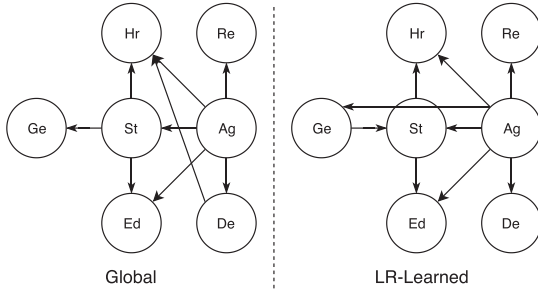 Hr Re Hr Re
Ge St Ag Ge St Ag
Ed De Ed De
Global LR-Learned